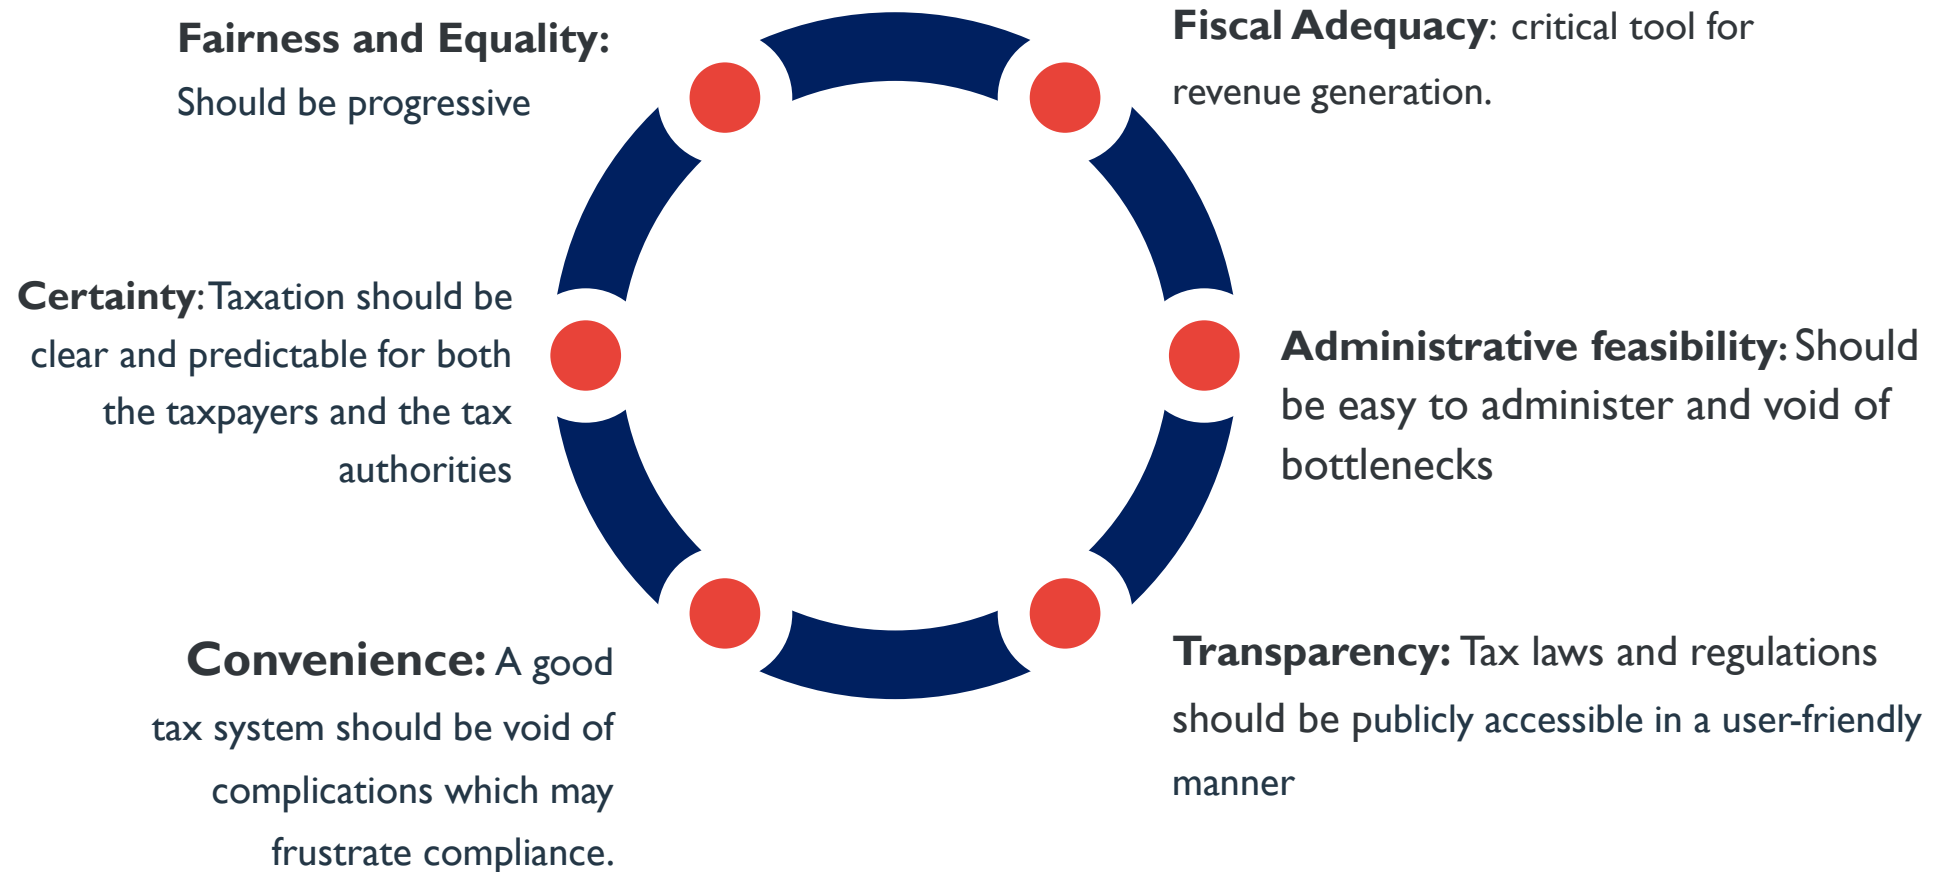 Fairness and Equality:
Should be progressive
Fiscal Adequacy: critical tool for
revenue generation.
Certainty: Taxation should be
clear and predictable for both
the taxpayers and the tax
authorities
Administrative feasibility: Should
be easy to administer and void of
bottlenecks
Convenience: A good
tax system should be void of
complications which may
frustrate compliance.
Transparency: Tax laws and regulations
should be publicly accessible in a user-friendly
manner